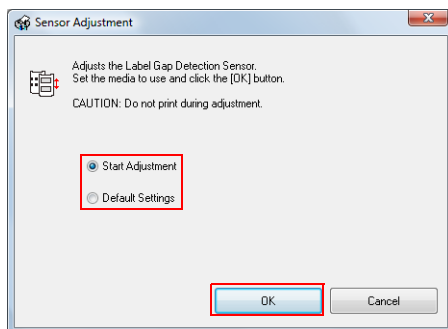 Sensor Adjustment
Adjusts the Label Gap Detection Sensor.
Set the media to use and click the [OK] button.
CAUTION: Do not print during adjustment.
Start Adjustment
Default Settings
OK
Cancel